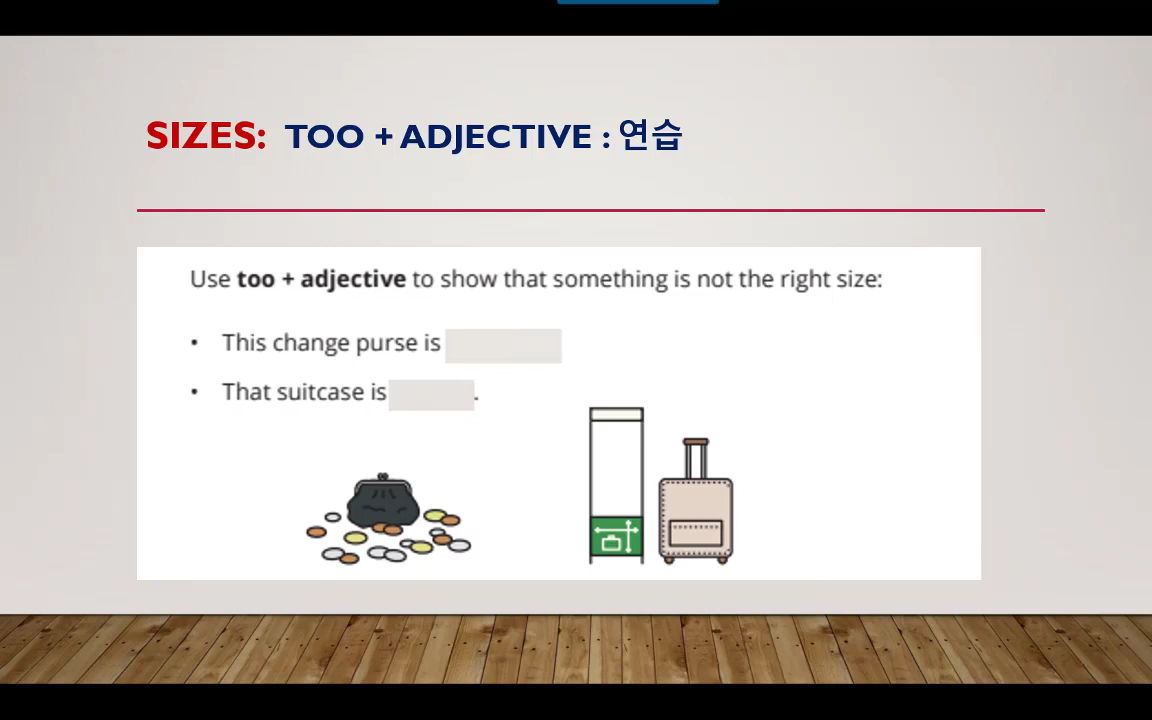 SIZES: TOO + ADJECTIVE : 연습
Use too + adjective to show that something is not the right size:
• This change purse is
• That suitcase is .